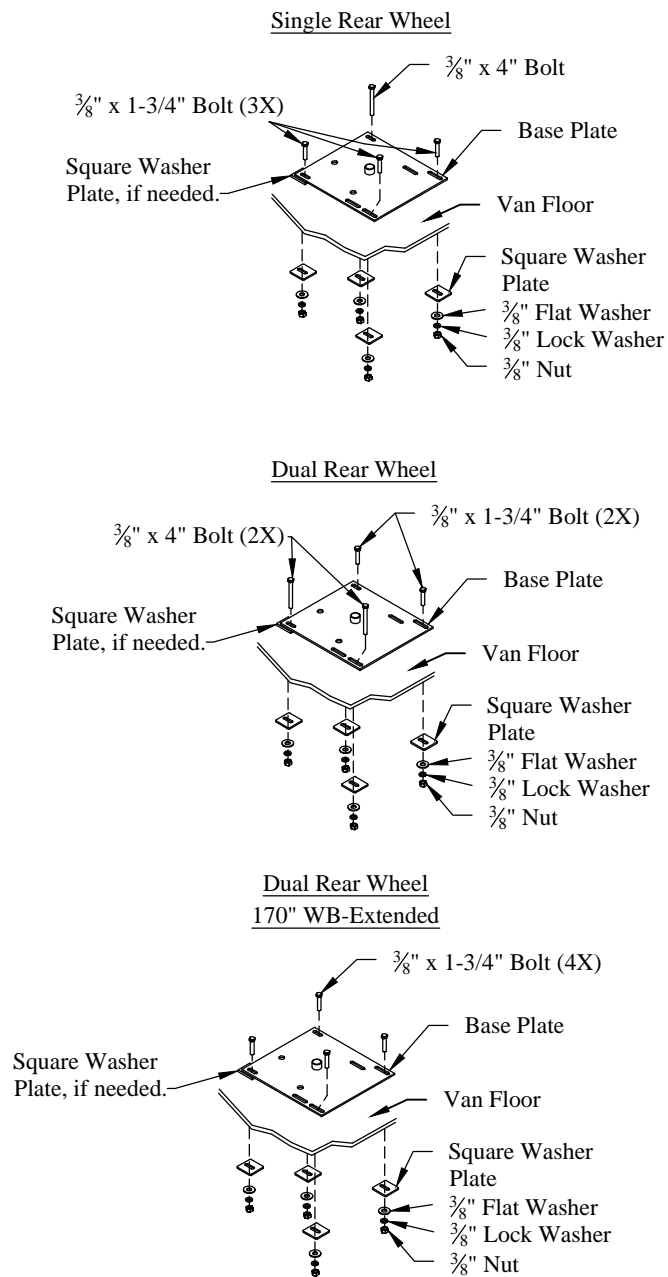 Single Rear Wheel
3⁄8" x 4" Bolt
3⁄8" x 1-3/4" Bolt (3X)
Base Plate
Square Washer
Plate, if needed.
Van Floor
Square Washer
Plate
3⁄8" Flat Washer
3⁄8" Lock Washer
3⁄8" Nut
Dual Rear Wheel
3⁄8" x 1-3/4" Bolt (2X)
3⁄8" x 4" Bolt (2X)
Base Plate
Square Washer
Plate, if needed.
Van Floor
Square Washer
Plate
3⁄8" Flat Washer
3⁄8" Lock Washer
3⁄8" Nut
Dual Rear Wheel
170" WB-Extended
3⁄8" x 1-3/4" Bolt (4X)
Base Plate
Square Washer
Plate, if needed.
Van Floor
Square Washer
Plate
3⁄8" Flat Washer
3⁄8" Lock Washer
3⁄8" Nut